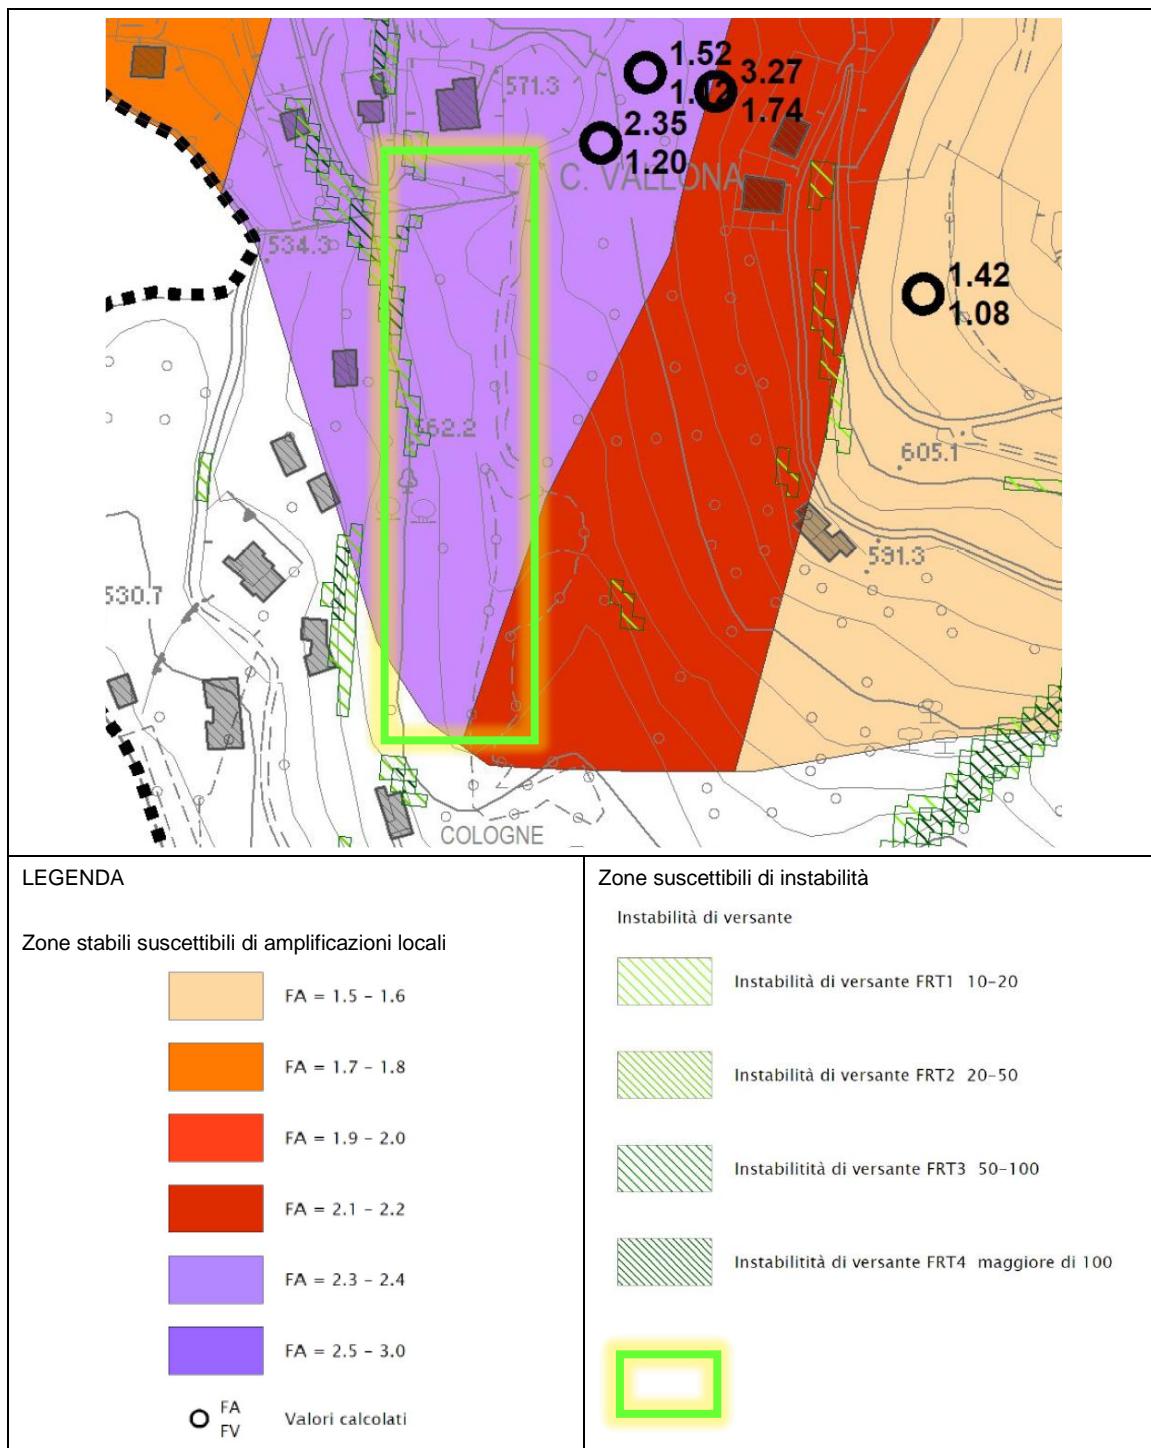 1.52
3.27
1.74
2.35
1.20
571.3
C. VALLONA
534.3
1.42
1.08
562.2
605.1
591.3
530.7
COLOGNE
LEGENDA
Zone stabili suscettibili di amplificazioni locali
FA = 1.5 - 1.6
FA = 1.7 - 1.8
FA = 1.9 - 2.0
FA = 2.1 - 2.2
FA = 2.3 - 2.4
FA = 2.5 - 3.0
FA
FV
Valori calcolati
Zone suscettibili di instabilità
Instabilità di versante
Instabilità di versante FRT1 10-20
Instabilità di versante FRT2 20-50
Instabilitità di versante FRT3 50-100
Instabilitità di versante FRT4 maggiore di 100